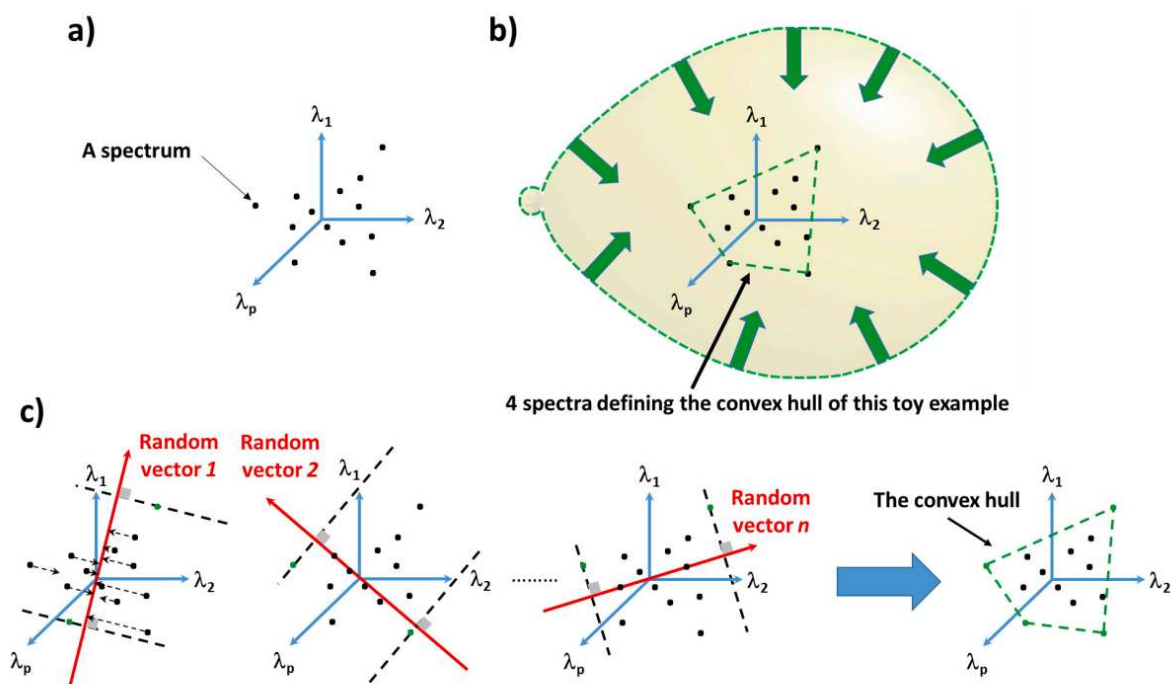 a)
b)
A spectrum
λ1
λ2
λp
λ1
λ2
λp
4 spectra defining the convex hull of this toy example
c)
Random
vector 1
λ1
λ2
λp
Random
vector 2
λ1
λ2
λp
..........
λ1
λ2
λp
Random
vector n
The convex hull
λ1
λ2
λp